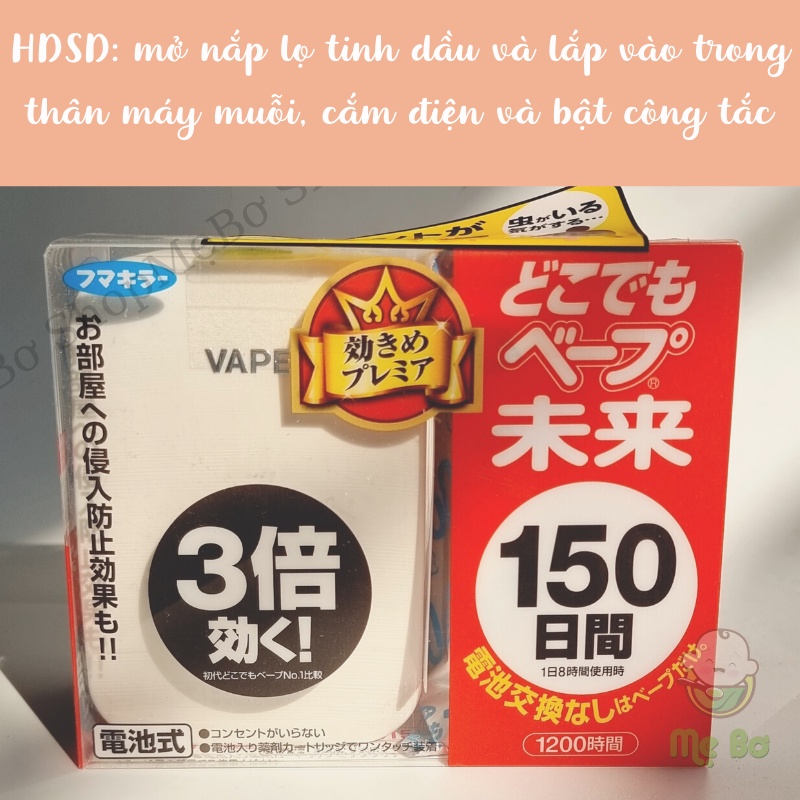 HDSD: mở nắp lọ tinh dầu và lắp vào trong
thân máy muỗi, cắm điện và bật công tắc
虫がいる
気がする…
フマキラー
お部屋への侵入防止効果も!!
VAPE
効きめ
プレミア
3倍
効く!
初代どこでもベープNo.1比較
電池式
●コンセントがいらない
●電池入り薬剤カートリッジでワンタッチ装着
どこでも
ベープ®
未来
150
日間
1日8時間使用時
電池交換なしはベープだけ。
1200時間
Mẹ Bơ